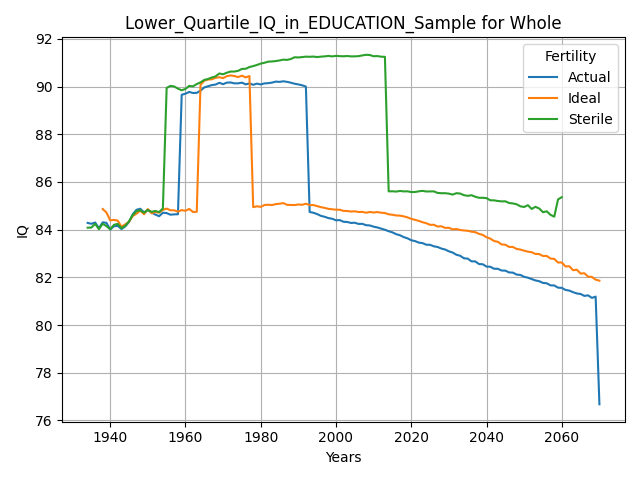 Lower_Quartile_IQ_in_EDUCATION_Sample for Whole
92
90
88
86
84
82
80
78
76
IQ
Fertility
Actual
Ideal
Sterile
1940 1960 1980 2000 2020 2040 2060
Years